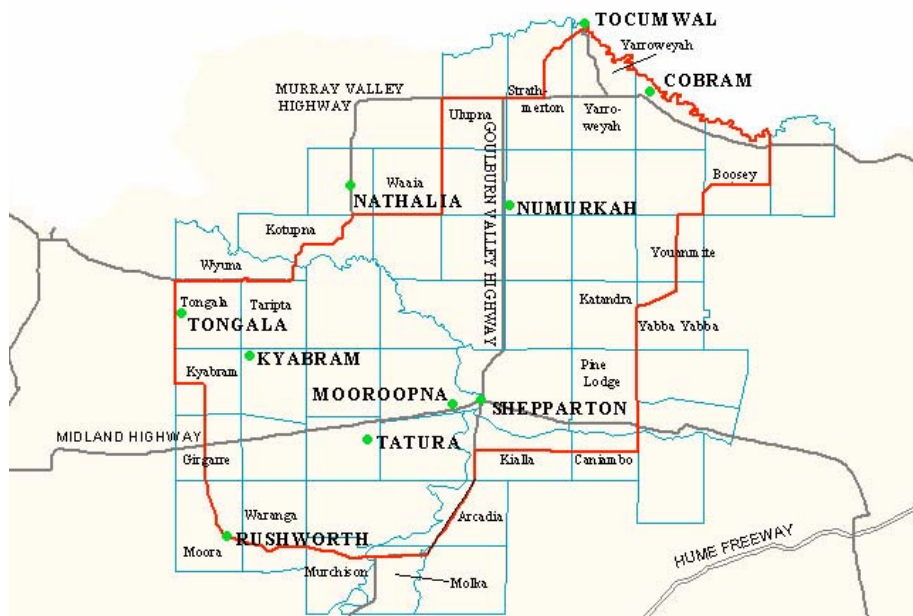 TOCUMWAL
Yarroweyah
COBRAM
MURRAY VALLEY
HIGHWAY
Strath-
merton
Ulupna
Yarro-
weyah
GOULBURN VALLEY HIGHWAY
Waaia
Boosey
NATHALIA
NUMURKAH
Kotupna
Youanmite
Wyuna
Tongala
Taripta
Katandra
TONGALA
Yabba Yabba
KYABRAM
Kyabram
Pine
Lodge
MOOROOPNA
SHEPPARTON
MIDLAND HIGHWAY
TATURA
Girgarre
Kialla
Caniambo
Waranga
Arcadia
RUSHWORTH
Moora
HUME FREEWAY
Murchison
Molka